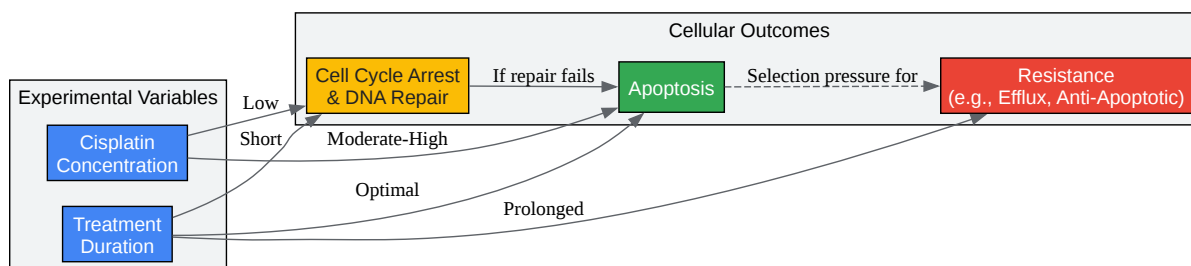 Cellular Outcomes
Experimental Variables
Cell Cycle Arrest
& DNA Repair
If repair fails
Apoptosis
Selection pressure for
Resistance
(e.g., Efflux, Anti-Apoptotic)
Low
Short
Moderate-High
Cisplatin
Concentration
Optimal
Prolonged
Treatment
Duration